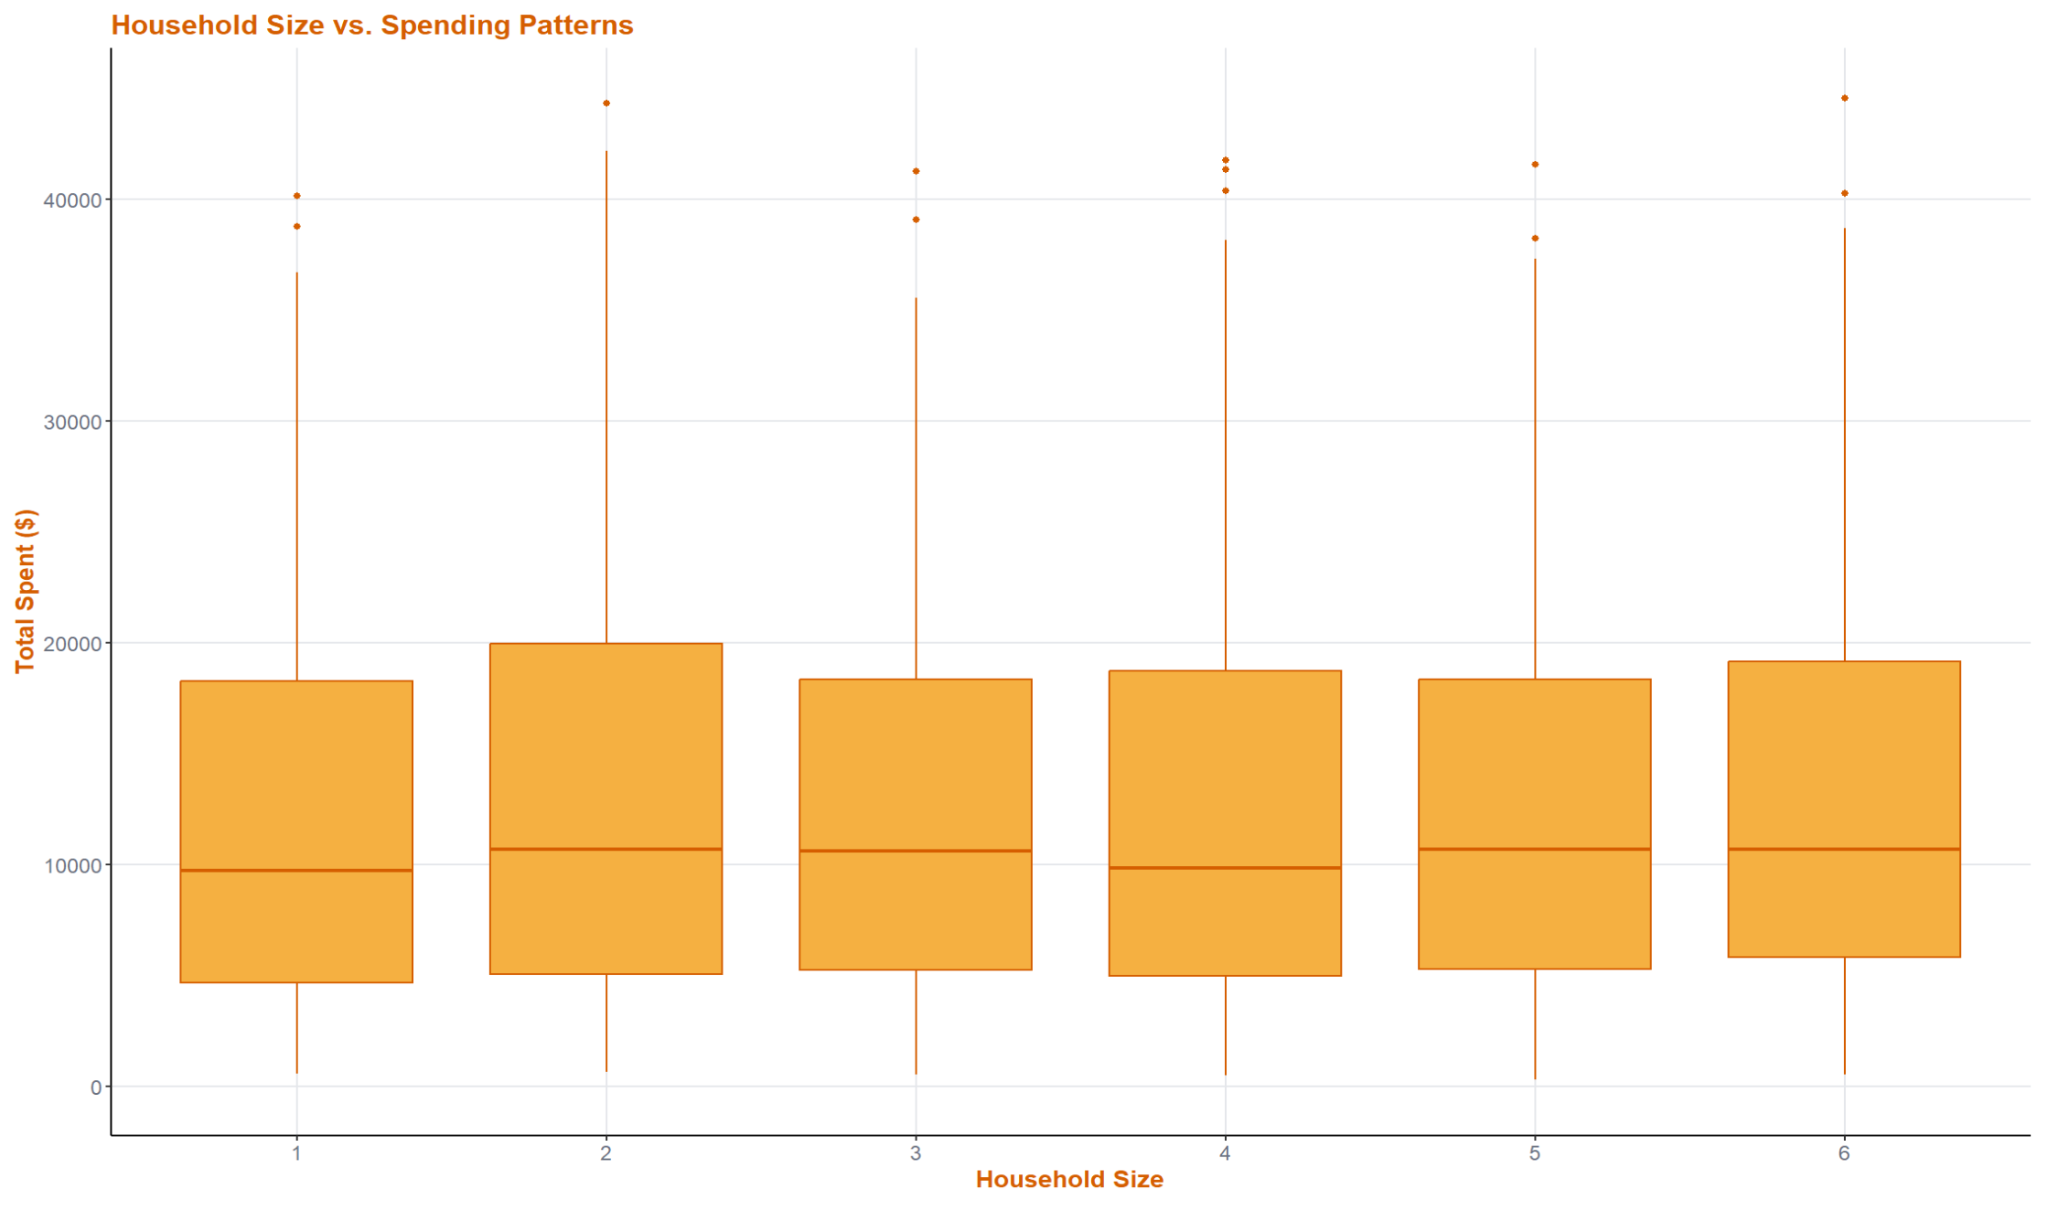 Household Size vs. Spending Patterns
Total Spent ($)
40000
30000
20000
10000
0
1 2 3 4 5 6
Household Size